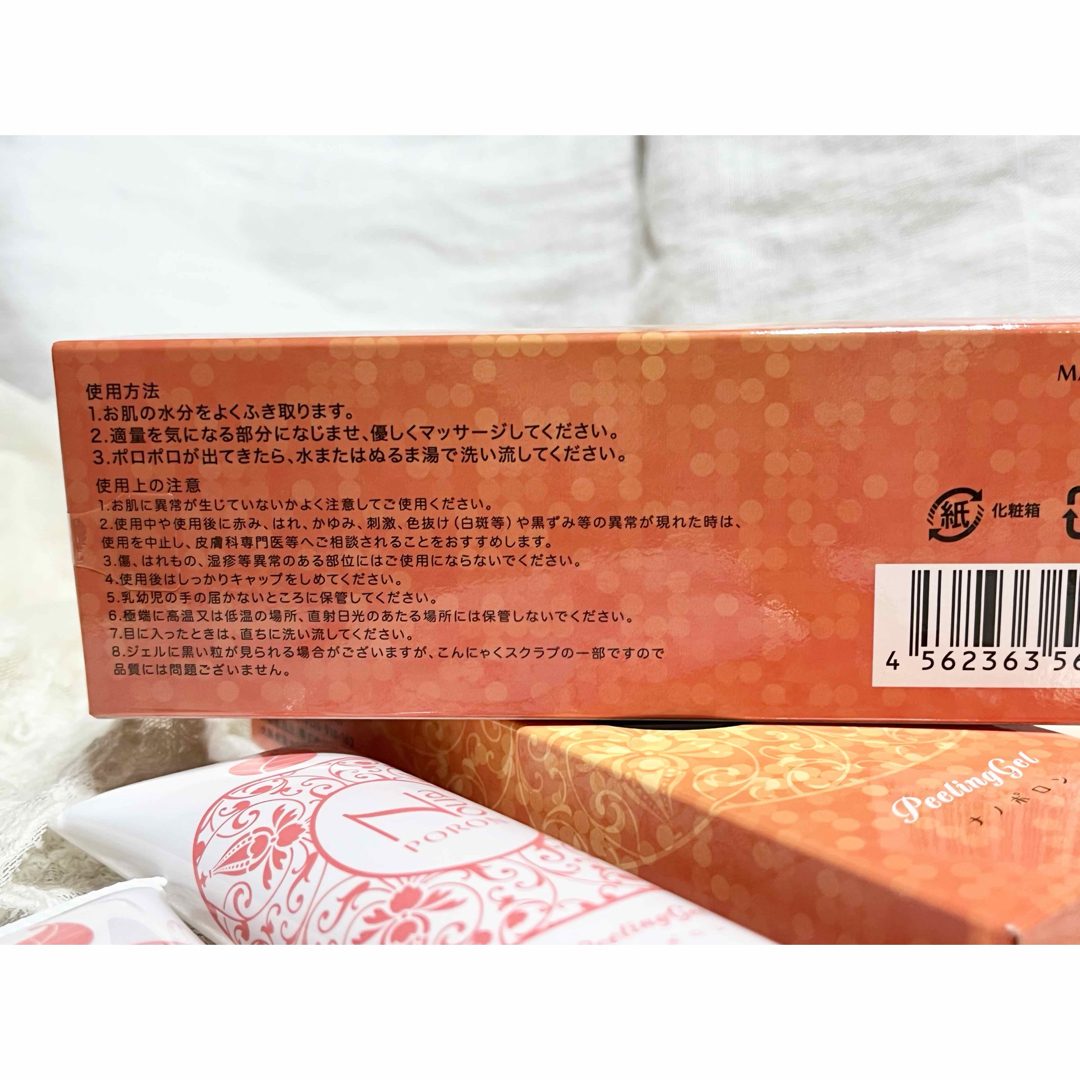 使用方法
1.お肌の水分をよくふき取ります。
2.適量を気になる部分になじませ、優しくマッサージしてください。
3.ポロポロが出てきたら、水またはぬるま湯で洗い流してください。
使用上の注意
1.お肌に異常が生じていないかよく注意してご使用ください。
2.使用中や使用後に赤み、はれ、かゆみ、刺激、色抜け(白斑等)や黒ずみ等の異常が現れた時は、
使用を中止し、皮膚科専門医等へご相談されることをおすすめします。
3.傷、はれもの、湿疹等異常のある部位にはご使用にならないでください。
4.使用後はしっかりキャップをしめてください。
5.乳幼児の手の届かないところに保管してください。
6.極端に高温又は低温の場所、直射日光のあたる場所には保管しないでください。
7.目に入ったときは、直ちに洗い流してください。
8.ジェルに黒い粒が見られる場合がございますが、こんにゃくスクラブの一部ですので
品質には問題ございません。
MA
紙 化粧箱
4 562363 56
PeelingGel
ナノポロン
7
PORO
PeelingGel